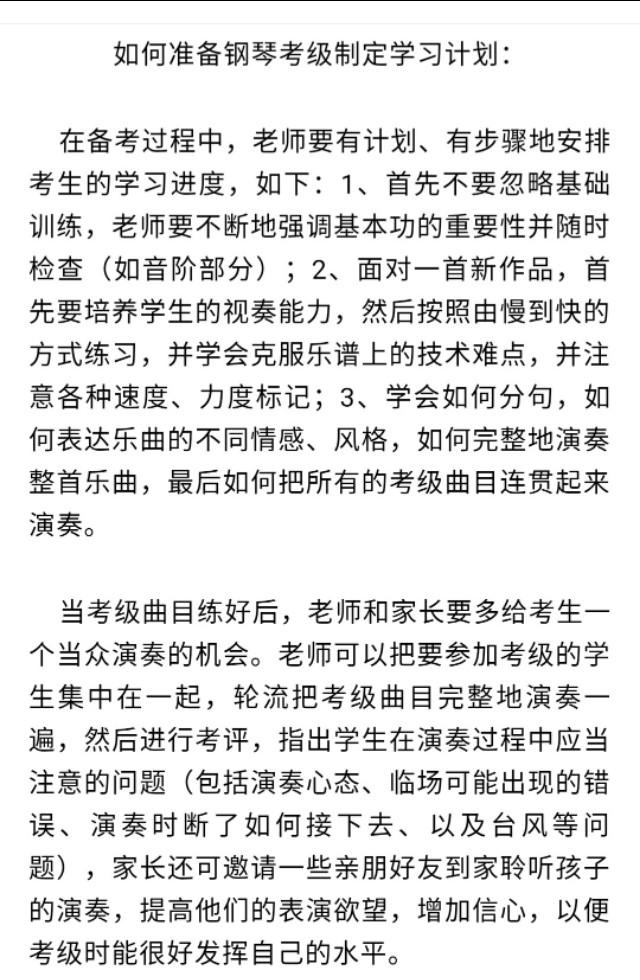 如何准备钢琴考级制定学习计划：
在备考过程中，老师要有计划、有步骤地安排
考生的学习进度，如下：1、首先不要忽略基础
训练，老师要不断地强调基本功的重要性并随时
检查（如音阶部分）；2、面对一首新作品，首
先要培养学生的视奏能力，然后按照由慢到快的
方式练习，并学会克服乐谱上的技术难点，并注
意各种速度、力度标记；3、学会如何分句，如
何表达乐曲的不同情感、风格，如何完整地演奏
整首乐曲，最后如何把所有的考级曲目连贯起来
演奏。
当考级曲目练好后，老师和家长要多给考生一
个当众演奏的机会。老师可以把要参加考级的学
生集中在一起，轮流把考级曲目完整地演奏一
遍，然后进行考评，指出学生在演奏过程中应当
注意的问题（包括演奏心态、临场可能出现的错
误、演奏时断了如何接下去、以及台风等问
题），家长还可邀请一些亲朋好友到家聆听孩子
的演奏，提高他们的表演欲望，增加信心，以便
考级时能很好发挥自己的水平。